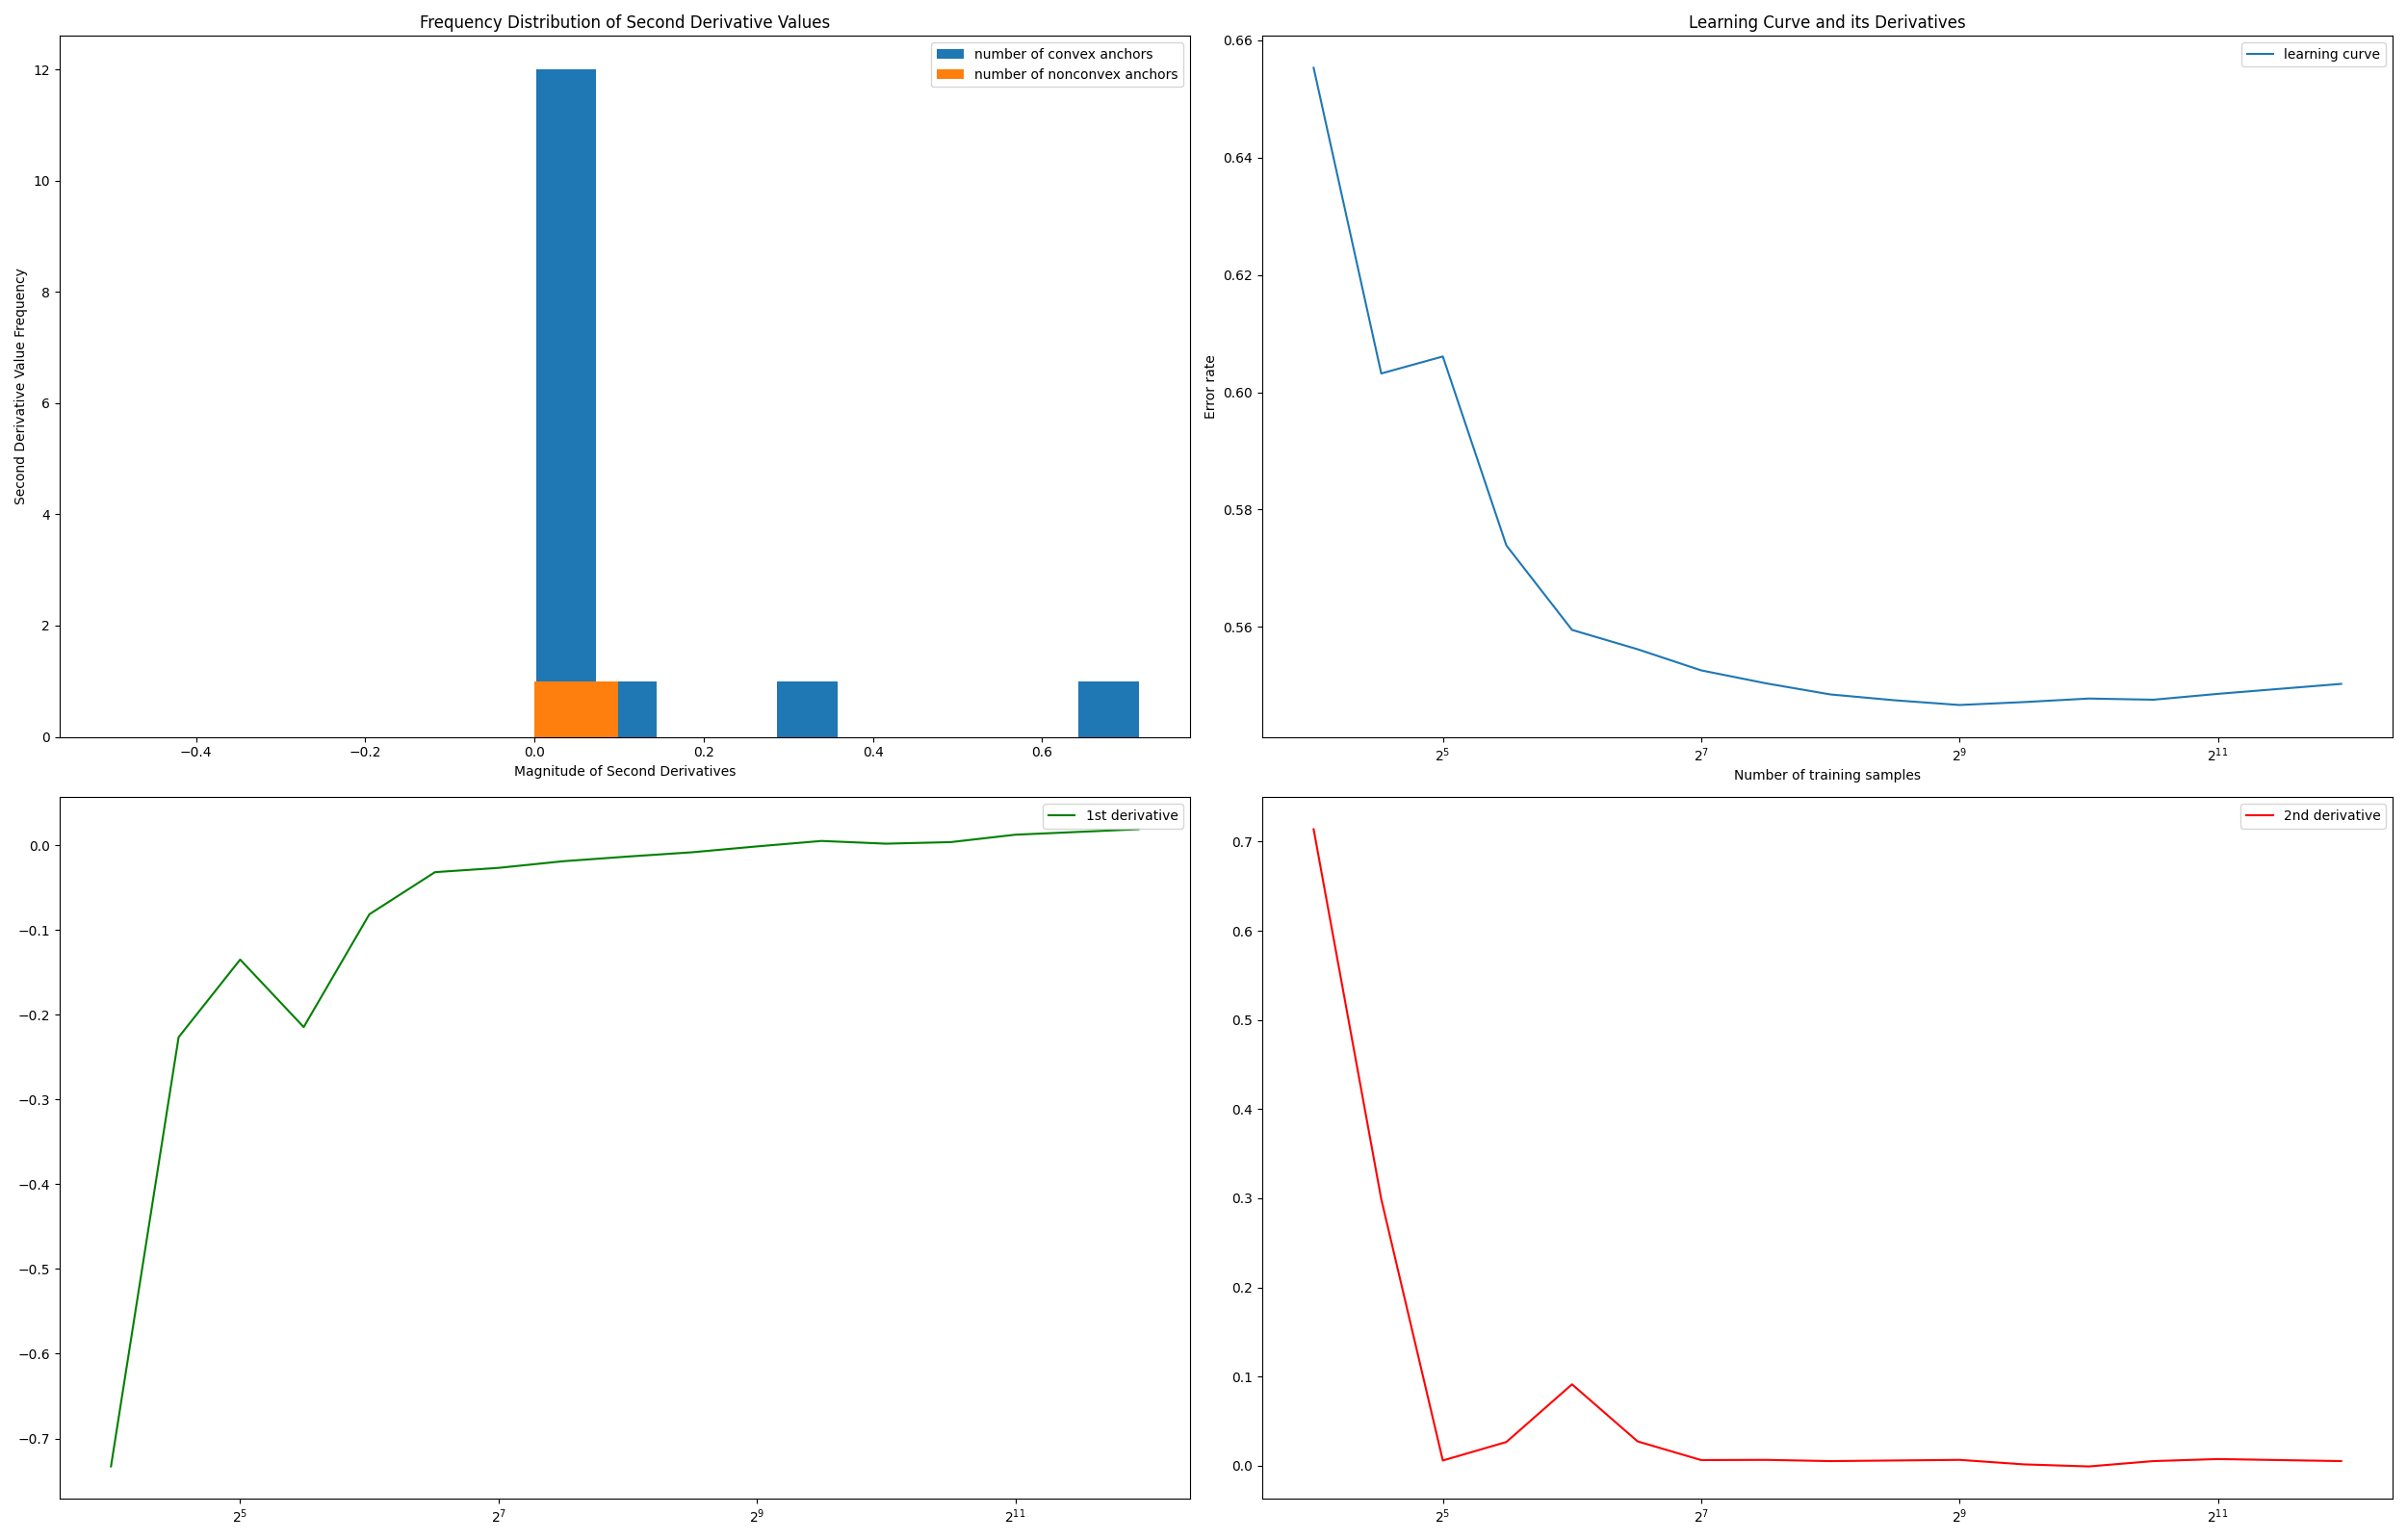 Frequency Distribution of Second Derivative Values
number of convex anchors
number of nonconvex anchors
Second Derivative Value Frequency
12
10
8
6
4
2
0
−0.4 −0.2 0.0 0.2 0.4 0.6
Magnitude of Second Derivatives
Learning Curve and its Derivatives
learning curve
Error rate
0.66
0.64
0.62
0.60
0.58
0.56
2^5 2^7 2^9 2^11
Number of training samples
1st derivative
0.0
−0.1
−0.2
−0.3
−0.4
−0.5
−0.6
−0.7
2^5 2^7 2^9 2^11
2nd derivative
0.7
0.6
0.5
0.4
0.3
0.2
0.1
0.0
2^5 2^7 2^9 2^11